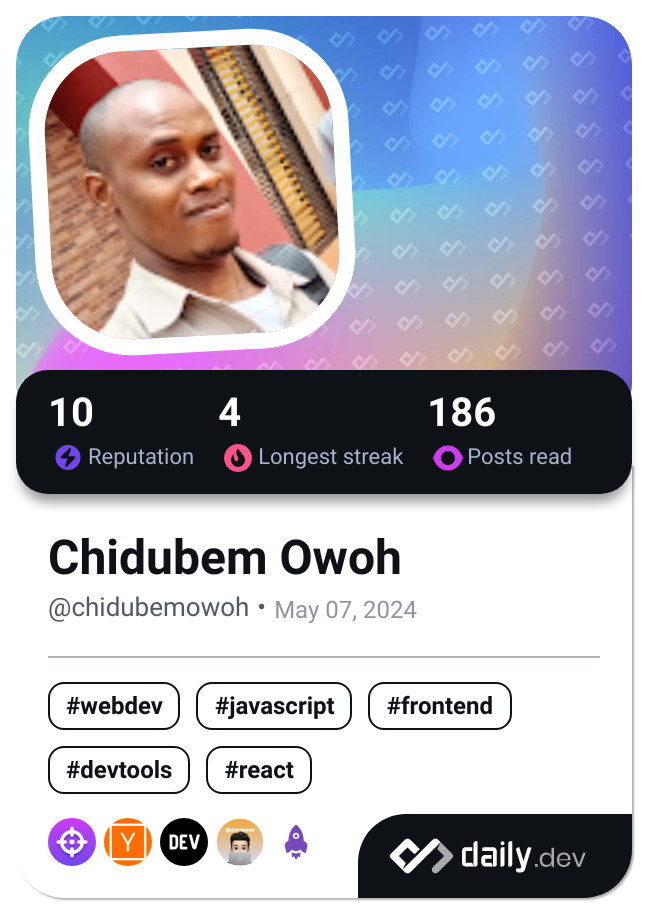 10 4 186
Reputation Longest streak Posts read
Chidubem Owoh
@chidubemowoh • May 07, 2024
#webdev #javascript #frontend
#devtools #react
Y DEV
daily.dev